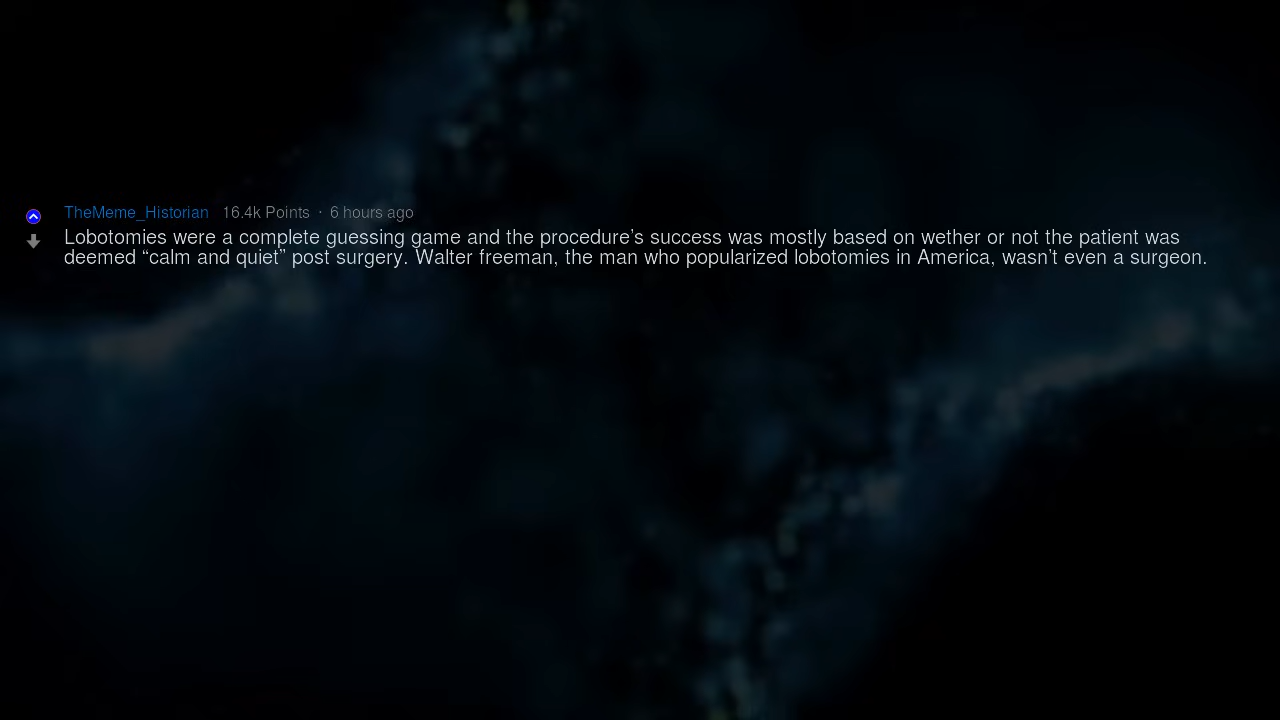 TheMeme_Historian 16.4k Points · 6 hours ago
Lobotomies were a complete guessing game and the procedure's success was mostly based on wether or not the patient was
deemed “calm and quiet” post surgery. Walter freeman, the man who popularized lobotomies in America, wasn't even a surgeon.